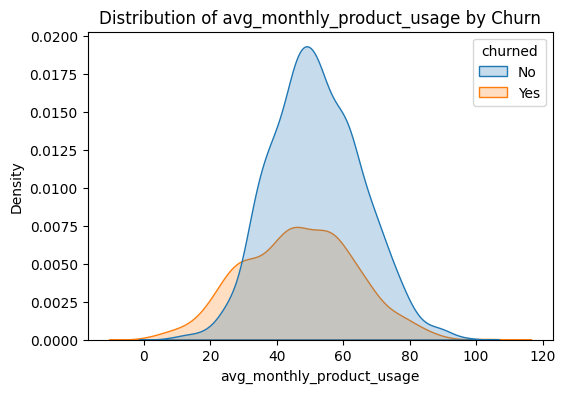 Distribution of avg_monthly_product_usage by Churn
churned
No
Yes
Density
0.0200
0.0175
0.0150
0.0125
0.0100
0.0075
0.0050
0.0025
0.0000
0 20 40 60 80 100 120
avg_monthly_product_usage